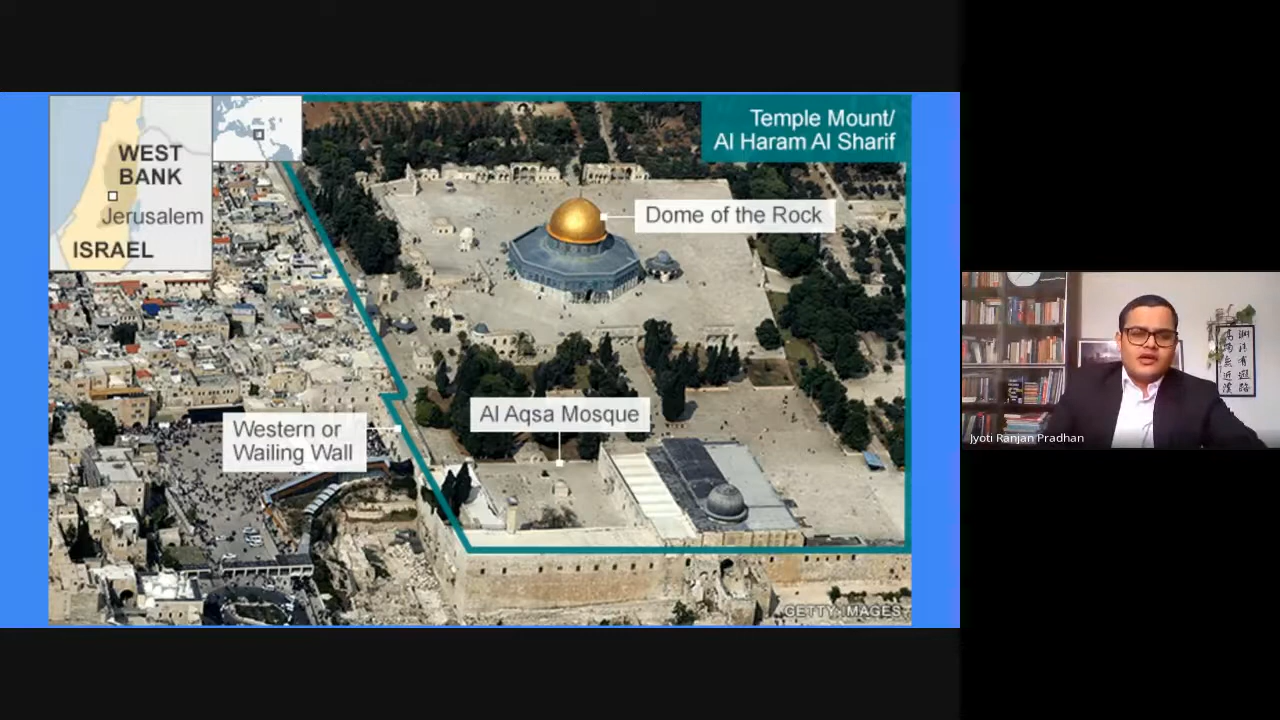 WEST
BANK
Jerusalem
ISRAEL
Temple Mount/
Al Haram Al Sharif
Dome of the Rock
Al Aqsa Mosque
Western or
Wailing Wall
GETTY IMAGES
Jyoti Ranjan Pradhan